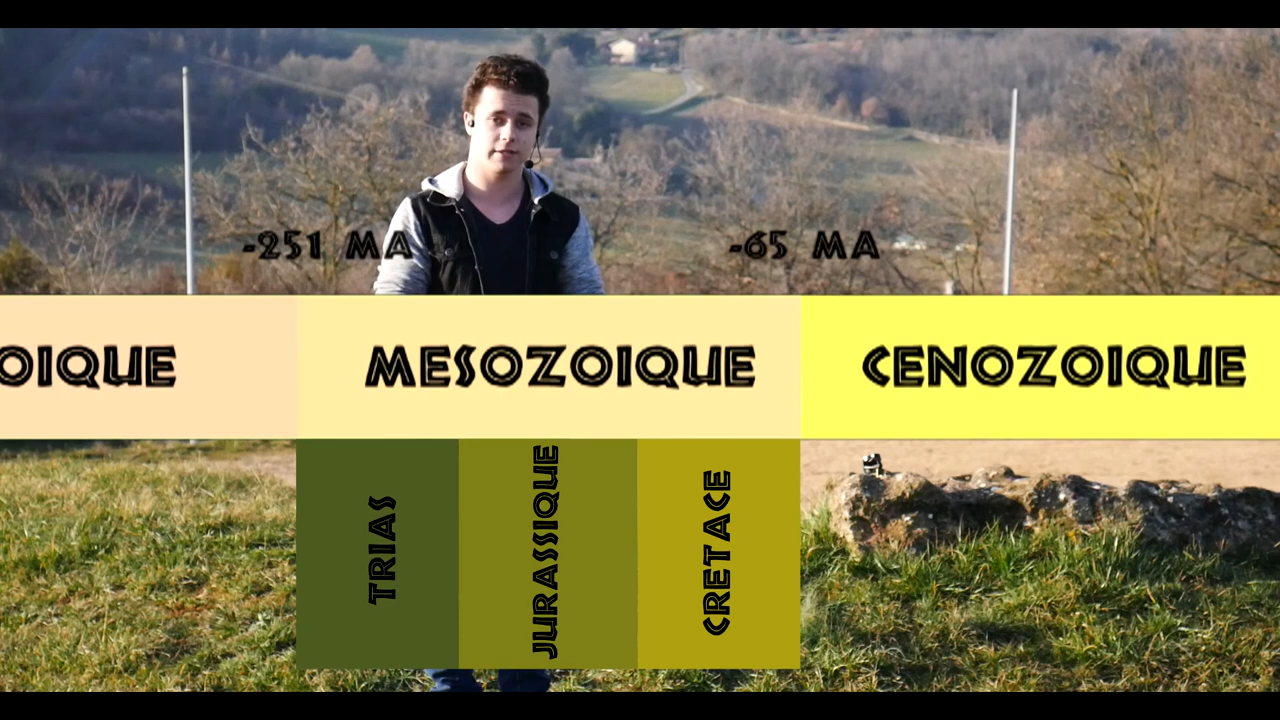 -251 MA
-65 MA
OIQUE
MESOZOIQUE
CENOZOIQUE
TRIAS
JURASSIQUE
CRETACE